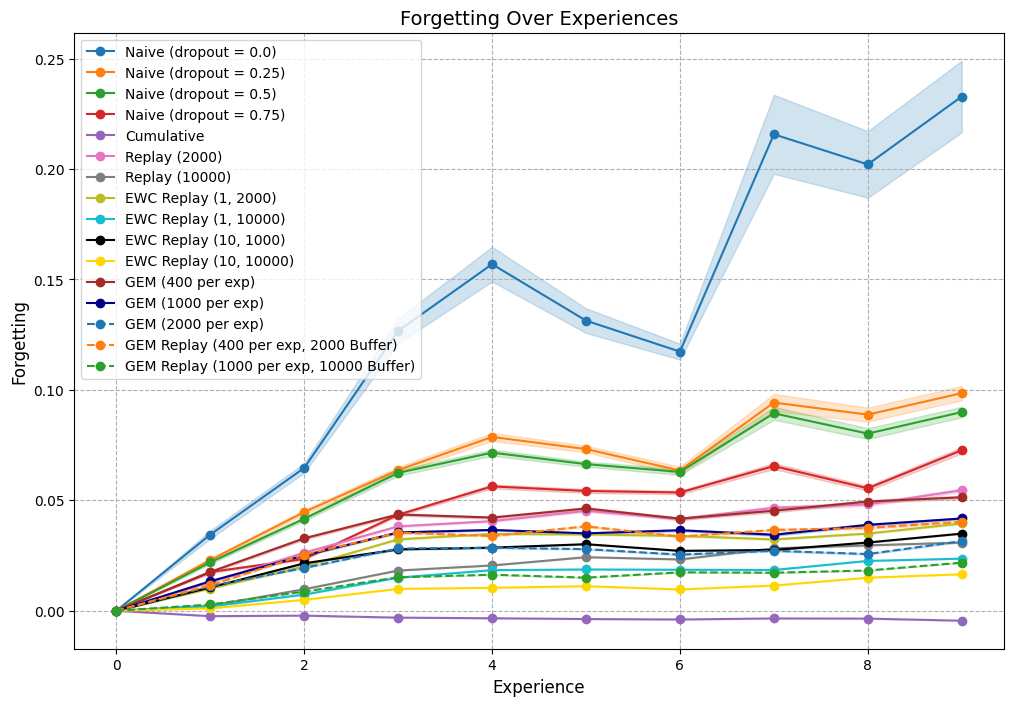 Forgetting Over Experiences
Forgetting
0.25
0.20
0.15
0.10
0.05
0.00
Naive (dropout = 0.0)
Naive (dropout = 0.25)
Naive (dropout = 0.5)
Naive (dropout = 0.75)
Cumulative
Replay (2000)
Replay (10000)
EWC Replay (1, 2000)
EWC Replay (1, 10000)
EWC Replay (10, 1000)
EWC Replay (10, 10000)
GEM (400 per exp)
GEM (1000 per exp)
GEM (2000 per exp)
GEM Replay (400 per exp, 2000 Buffer)
GEM Replay (1000 per exp, 10000 Buffer)
0 2 4 6 8
Experience